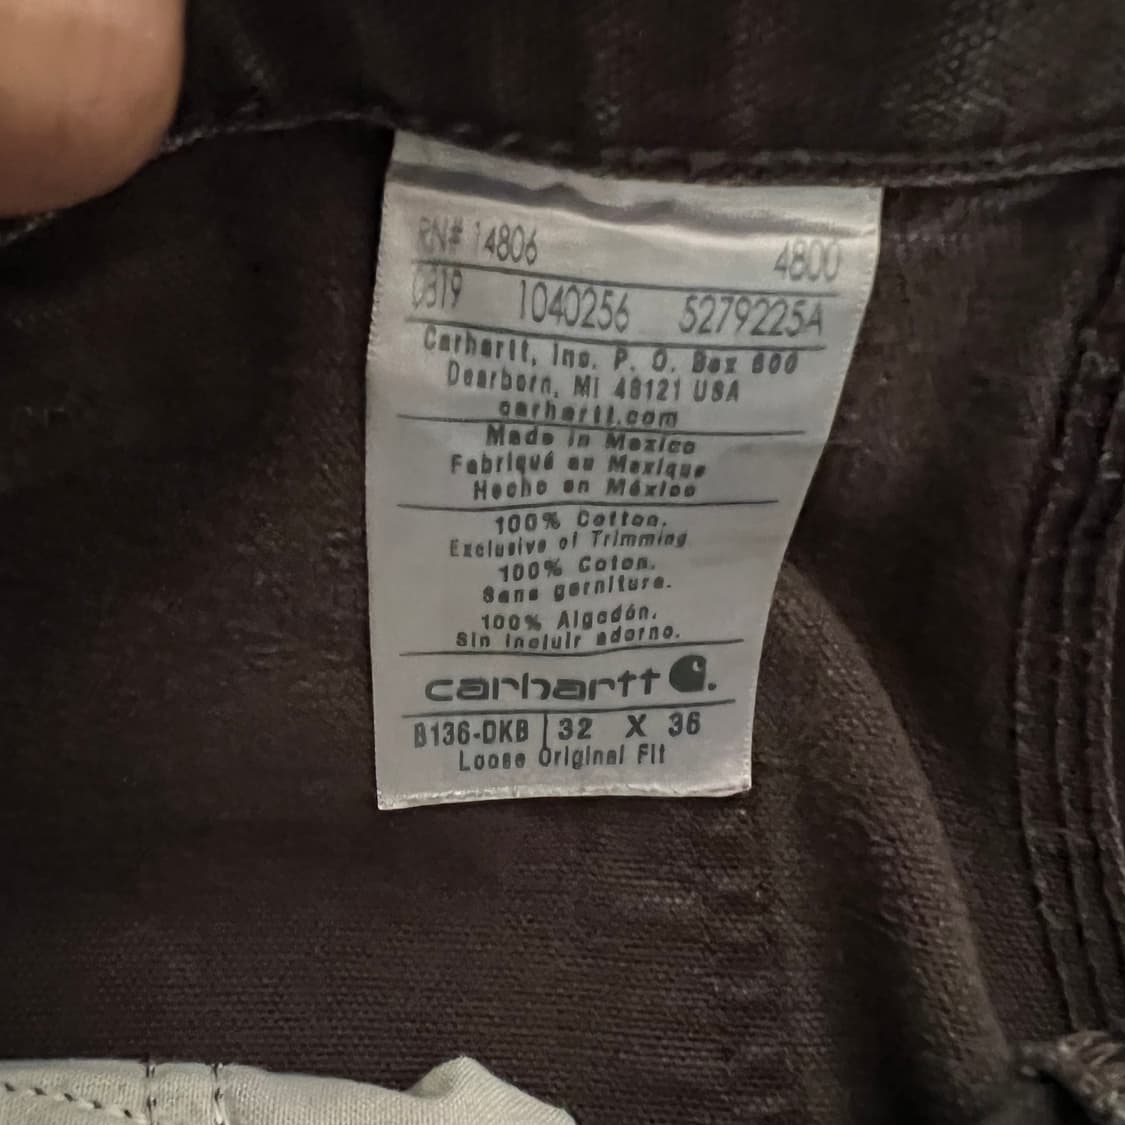 RN# 14806 4800
0319 1040256 5279225A
Carhartt, Inc. P. O. Box 600
Dearborn, MI 48121 USA
carhartt.com
Made in Mexico
Fabriqué au Mexique
Hecho en México
100% Cotton.
Exclusive of Trimming
100% Coton.
Sans garniture.
100% Algodón.
Sin incluir adorno.
carhartt
B136-DKB 32 X 36
Loose Original Fit